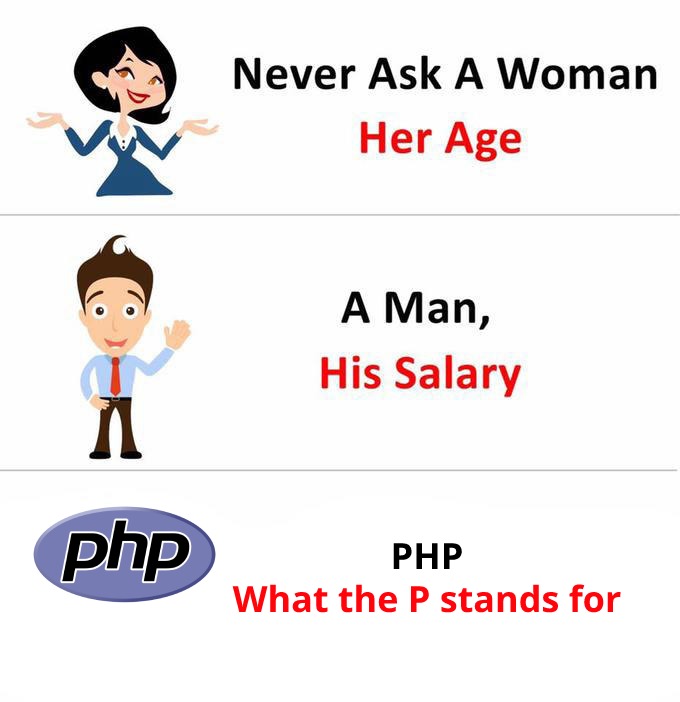 Never Ask A Woman
Her Age
A Man,
His Salary
php
PHP
What the P stands for